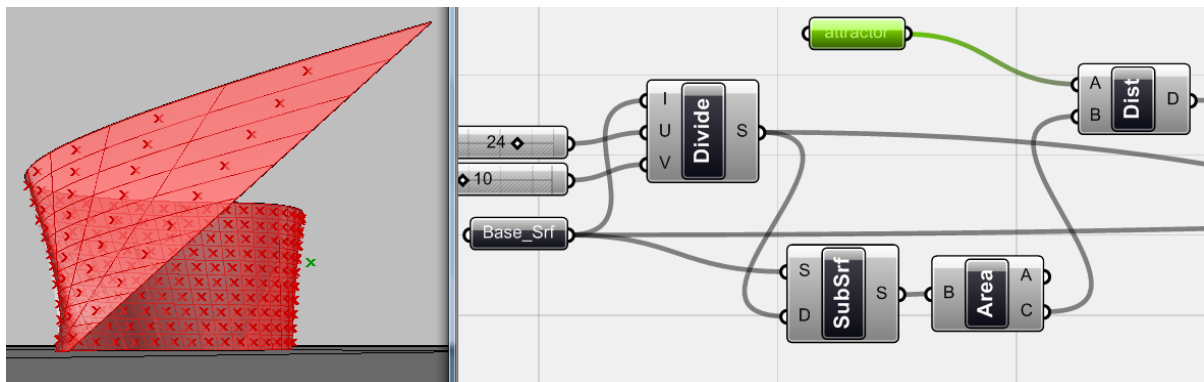 attractor
I
U
V
Divide
S
A
B
Dist
D
24
10
Base_Srf
S
D
SubSrf
S
B
Area
A
C